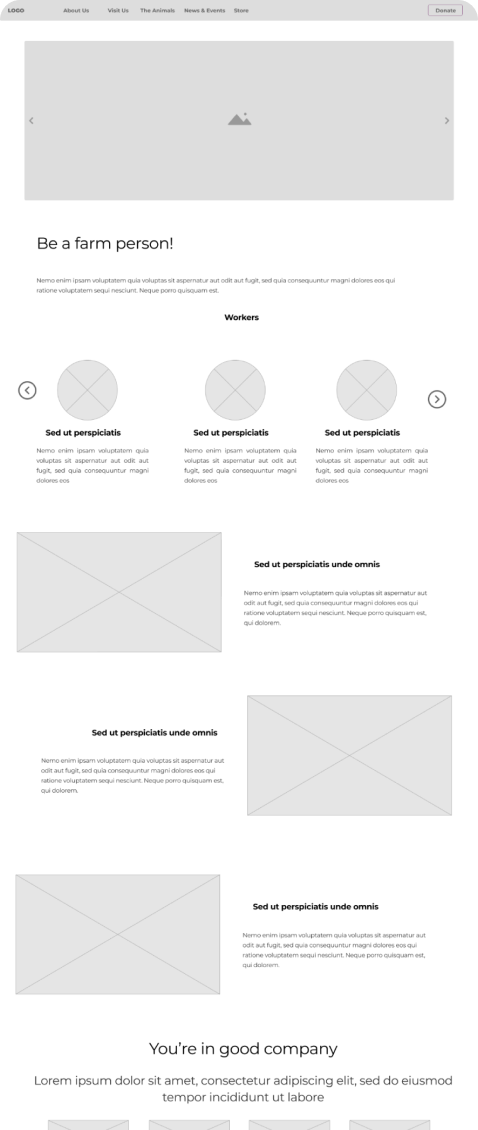 LOGO About Us Visit Us The Animals News & Events Store Donate
Be a farm person!
Nemo enim ipsam voluptatem quia voluptas sit aspernatur aut odit aut fugit, sed quia consequuntur magni dolores eos qui
ratione voluptatem sequi nesciunt. Neque porro quisquam est.
Workers
Sed ut perspiciatis
Nemo enim ipsam voluptatem quia
voluptas sit aspernatur aut odit aut
fugit, sed quia consequuntur magni
dolores eos
Sed ut perspiciatis
Nemo enim ipsam voluptatem quia
voluptas sit aspernatur aut odit aut
fugit, sed quia consequuntur magni
dolores eos
Sed ut perspiciatis
Nemo enim ipsam voluptatem quia
voluptas sit aspernatur aut odit aut
fugit, sed quia consequuntur magni
dolores eos
Sed ut perspiciatis unde omnis
Nemo enim ipsam voluptatem quia voluptas sit aspernatur aut
odit aut fugit, sed quia consequuntur magni dolores eos qui
ratione voluptatem sequi nesciunt. Neque porro quisquam est,
qui dolorem.
Sed ut perspiciatis unde omnis
Nemo enim ipsam voluptatem quia voluptas sit aspernatur aut
odit aut fugit, sed quia consequuntur magni dolores eos qui
ratione voluptatem sequi nesciunt. Neque porro quisquam est,
qui dolorem.
Sed ut perspiciatis unde omnis
Nemo enim ipsam voluptatem quia voluptas sit aspernatur aut
odit aut fugit, sed quia consequuntur magni dolores eos qui
ratione voluptatem sequi nesciunt. Neque porro quisquam est,
qui dolorem.
You're in good company
Lorem ipsum dolor sit amet, consectetur adipiscing elit, sed do eiusmod
tempor incididunt ut labore